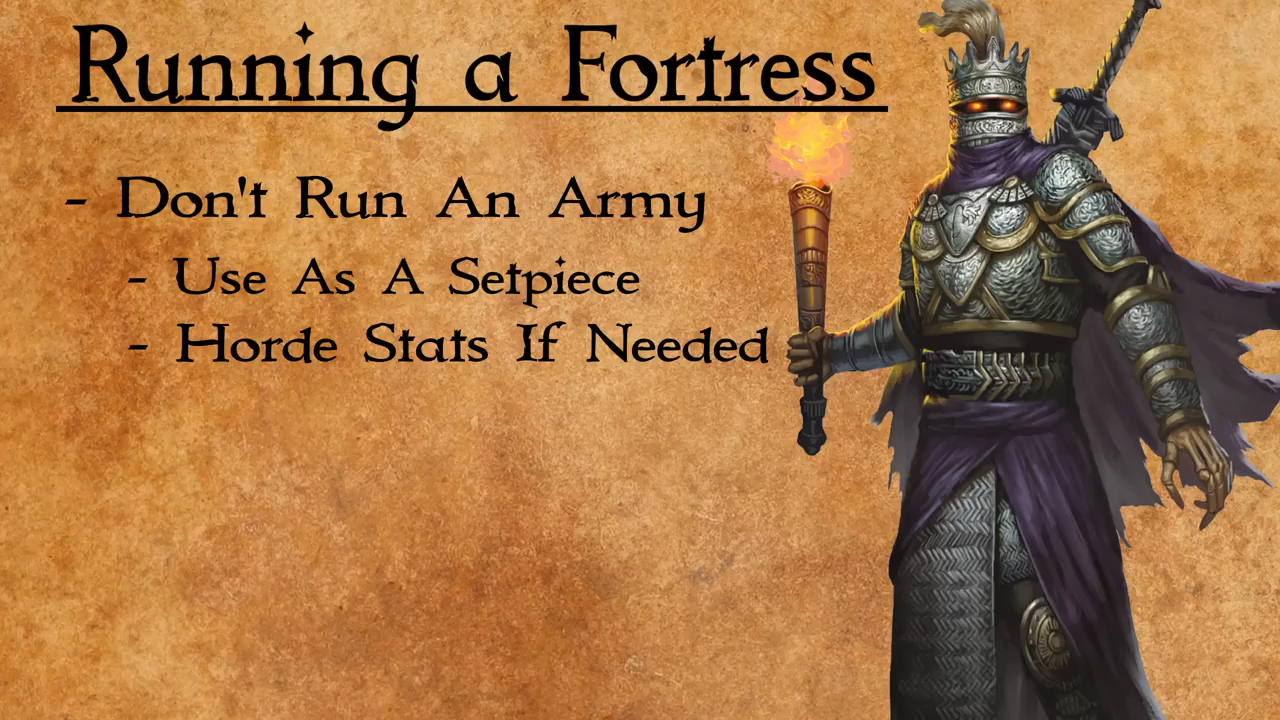 Running a Fortress
- Don't Run An Army
- Use As A Setpiece
- Horde Stats If Needed